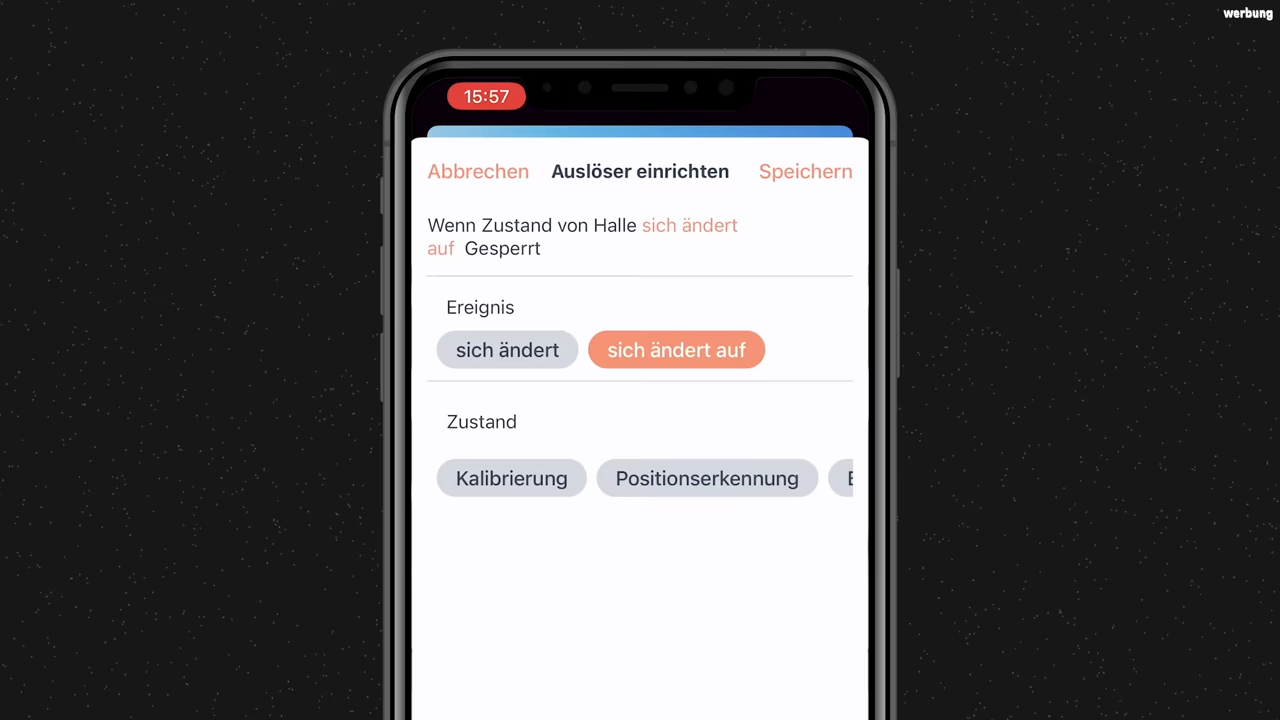 werbung
15:57
Abbrechen Auslöser einrichten Speichern
Wenn Zustand von Halle sich ändert
auf Gesperrt
Ereignis
sich ändert sich ändert auf
Zustand
Kalibrierung Positionserkennung